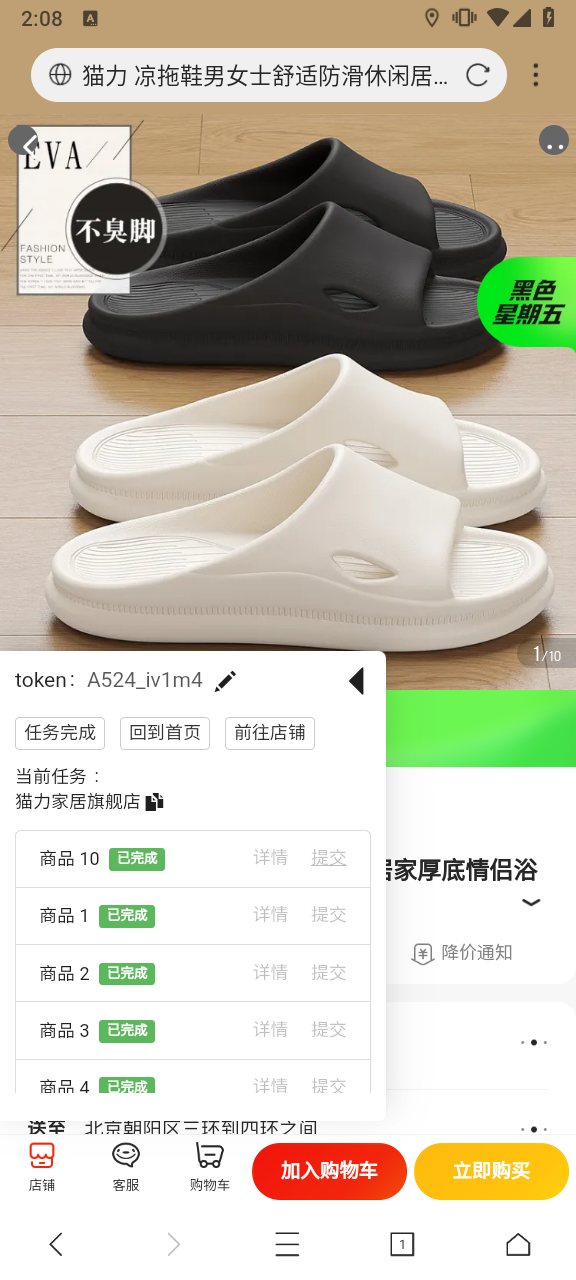 2:08
A
猫力 凉拖鞋男女士舒适防滑休闲居...
EVA
不臭脚
FASHION
STYLE
黑色
星期五
1/10
token: A524_iv1m4
任务完成 回到首页 前往店铺
当前任务：
猫力家居旗舰店
商品 10 已完成 详情 提交
商品 1 已完成 详情 提交
商品 2 已完成 详情 提交
商品 3 已完成 详情 提交
商品 4 已完成 详情 提交
居家厚底情侣浴
降价通知
送至 北京朝阳区三环到四环之间
店铺 客服 购物车 加入购物车 立即购买
1